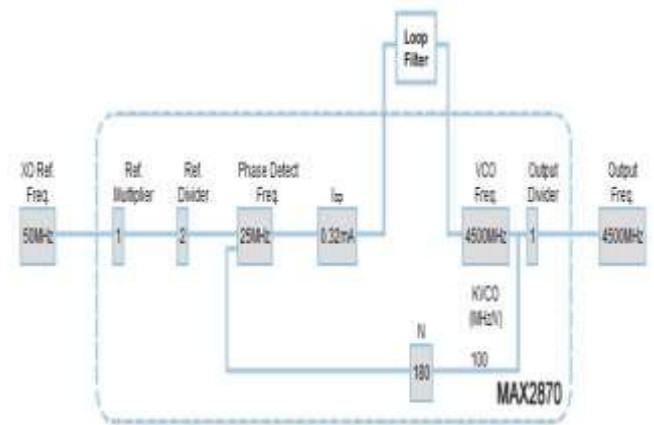 Loop
Filter
XO Ref.
Freq.
Ref.
Multiplier
Ref.
Divider
Phase Detect
Freq.
Icp
VCO
Freq.
Output
Divider
Output
Freq.
50MHz
1
2
25MHz
0.32mA
4500MHz
1
4500MHz
KVCO
(MHz/V)
N
100
180
MAX2870